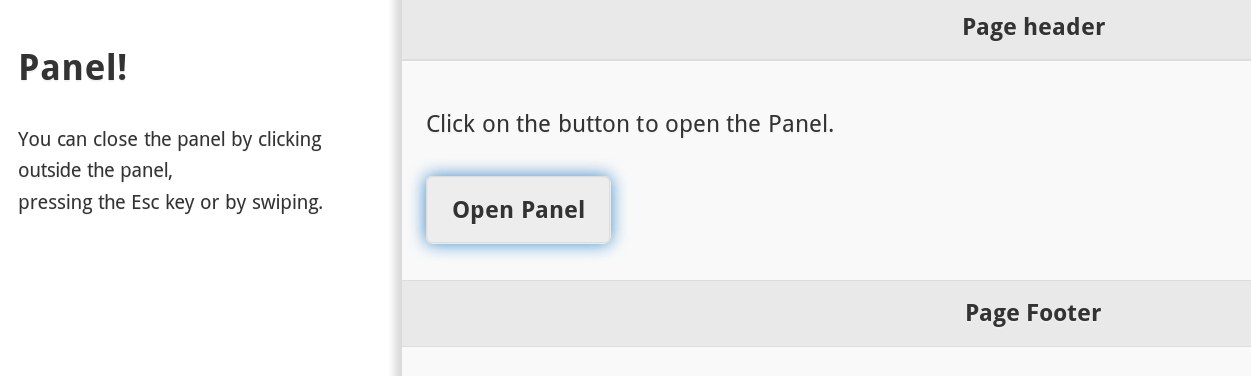 Panel!
You can close the panel by clicking
outside the panel,
pressing the Esc key or by swiping.
Page header
Click on the button to open the Panel.
Open Panel
Page Footer